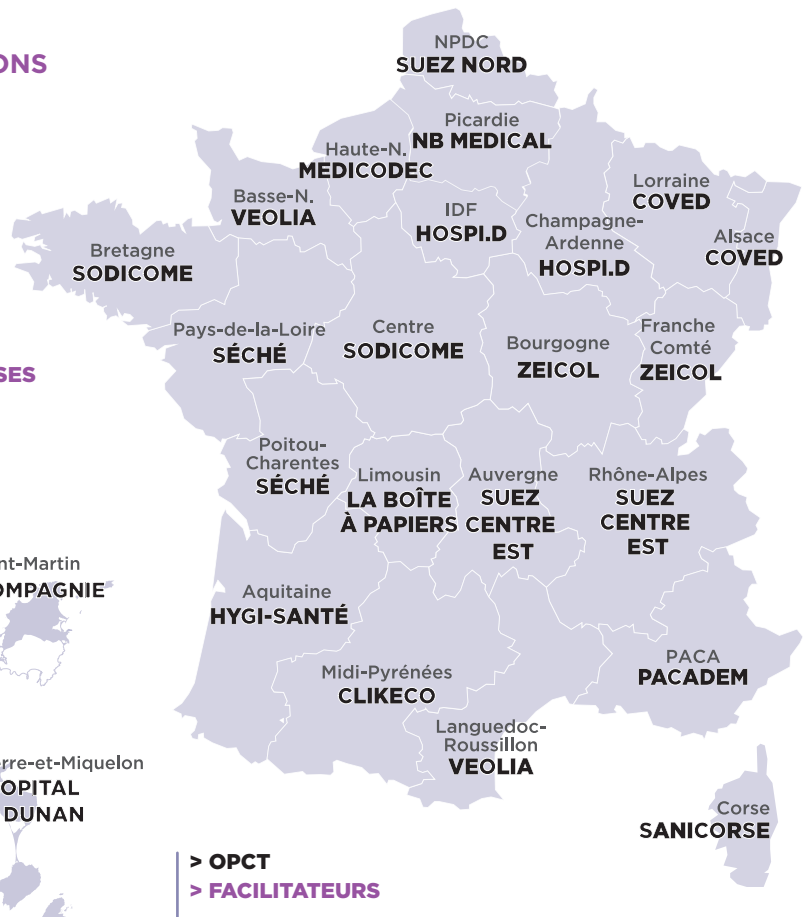 ONS
NPDC
SUEZ NORD
Picardie
NB MEDICAL
Haute-N.
MEDICODEC
Basse-N.
VEOLIA
IDF
HOSPI.D
Champagne-
Ardenne
HOSPI.D
Lorraine
COVED
Alsace
COVED
Bretagne
SODICOME
Pays-de-la-Loire
SÉCHÉ
Centre
SODICOME
Bourgogne
ZEICOL
Franche
Comté
ZEICOL
SES
Poitou-
Charentes
SÉCHÉ
Limousin
LA BOÎTE
À PAPIERS
Auvergne
SUEZ
CENTRE
EST
Rhône-Alpes
SUEZ
CENTRE
EST
nt-Martin
OMPAGNIE
Aquitaine
HYGI-SANTÉ
Midi-Pyrénées
CLIKECO
PACA
PACADEM
Languedoc-
Roussillon
VEOLIA
erre-et-Miquelon
OPITAL
DUNAN
Corse
SANICORSE
> OPCT
> FACILITATEURS